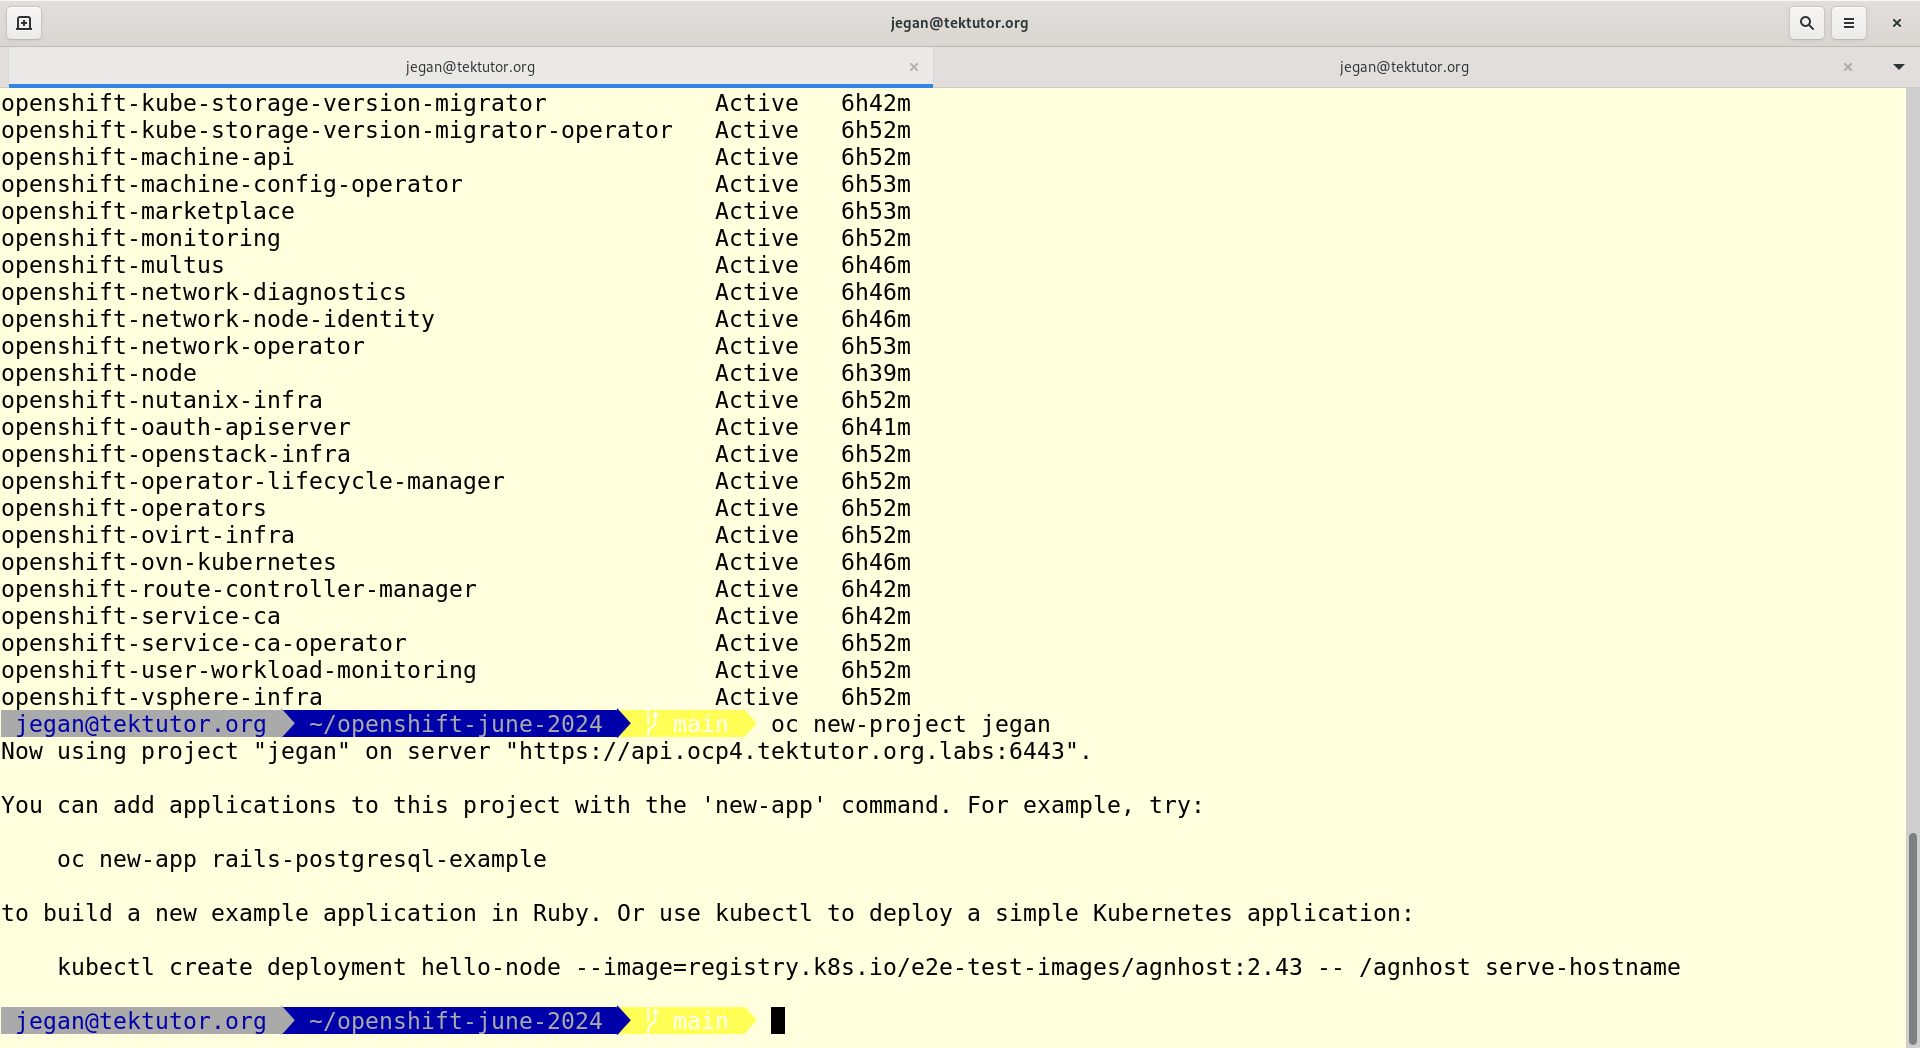 jegan@tektutor.org
jegan@tektutor.org jegan@tektutor.org
openshift-kube-storage-version-migrator Active 6h42m
openshift-kube-storage-version-migrator-operator Active 6h52m
openshift-machine-api Active 6h52m
openshift-machine-config-operator Active 6h53m
openshift-marketplace Active 6h53m
openshift-monitoring Active 6h52m
openshift-multus Active 6h46m
openshift-network-diagnostics Active 6h46m
openshift-network-node-identity Active 6h46m
openshift-network-operator Active 6h53m
openshift-node Active 6h39m
openshift-nutanix-infra Active 6h52m
openshift-oauth-apiserver Active 6h41m
openshift-openstack-infra Active 6h52m
openshift-operator-lifecycle-manager Active 6h52m
openshift-operators Active 6h52m
openshift-ovirt-infra Active 6h52m
openshift-ovn-kubernetes Active 6h46m
openshift-route-controller-manager Active 6h42m
openshift-service-ca Active 6h42m
openshift-service-ca-operator Active 6h52m
openshift-user-workload-monitoring Active 6h52m
openshift-vsphere-infra Active 6h52m
jegan@tektutor.org ~/openshift-june-2024 main oc new-project jegan
Now using project "jegan" on server "https://api.ocp4.tektutor.org.labs:6443".
You can add applications to this project with the 'new-app' command. For example, try:
oc new-app rails-postgresql-example
to build a new example application in Ruby. Or use kubectl to deploy a simple Kubernetes application:
kubectl create deployment hello-node --image=registry.k8s.io/e2e-test-images/agnhost:2.43 -- /agnhost serve-hostname
jegan@tektutor.org ~/openshift-june-2024 main